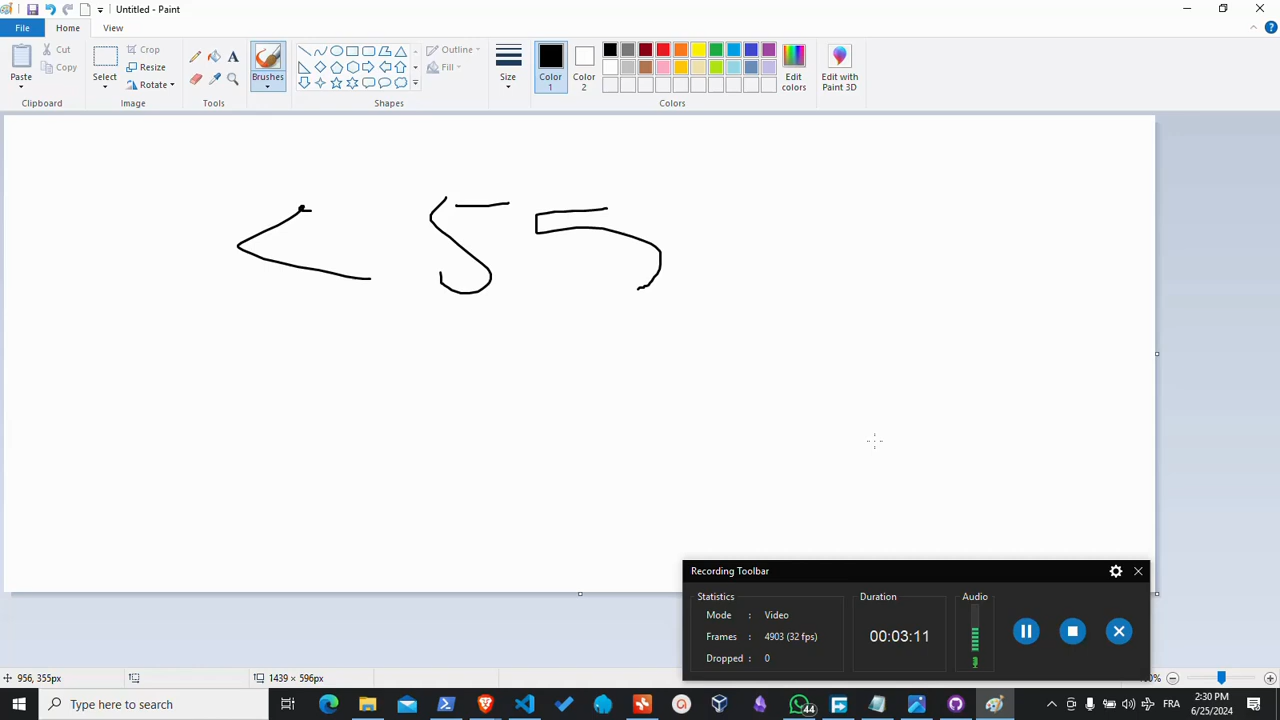 Untitled - Paint
File Home View
Paste
Cut
Copy
Clipboard
Select
Crop
Resize
Rotate
Image
Tools
Brushes
Outline
Fill
Shapes
Size
Color 1
Color 2
Edit colors
Colors
Edit with Paint 3D
< 55
Recording Toolbar
Statistics
Mode : Video
Frames : 4903 (32 fps)
Dropped : 0
Duration
00:03:11
Audio
956, 355px
1439 × 596px
Type here to search
44
FRA
2:30 PM
6/25/2024